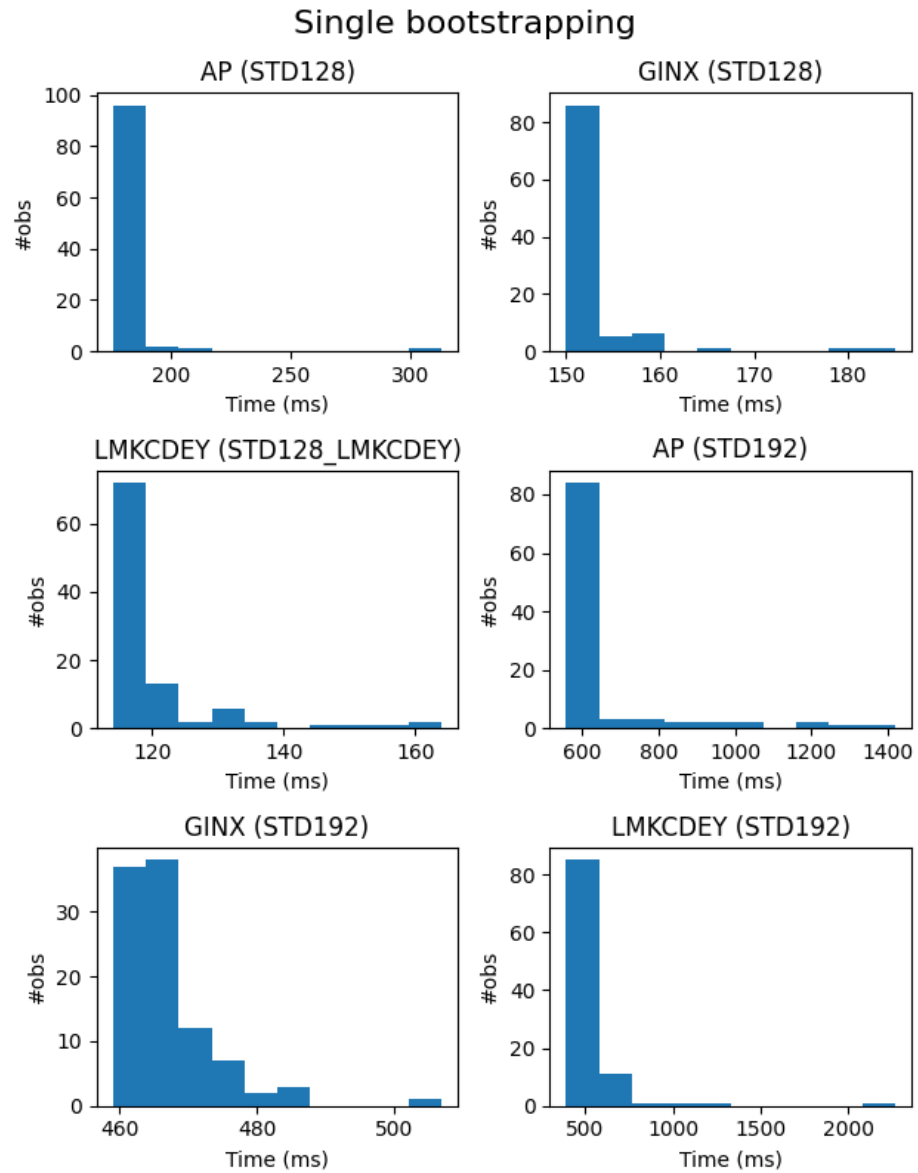 Single bootstrapping
AP (STD128)
100
80
60
40
20
0
#obs
200 250 300
Time (ms)
GINX (STD128)
80
60
40
20
0
#obs
150 160 170 180
Time (ms)
LMKCDEY (STD128_LMKCDEY)
60
40
20
0
#obs
120 140 160
Time (ms)
AP (STD192)
80
60
40
20
0
#obs
600 800 1000 1200 1400
Time (ms)
GINX (STD192)
30
20
10
0
#obs
460 480 500
Time (ms)
LMKCDEY (STD192)
80
60
40
20
0
#obs
500 1000 1500 2000
Time (ms)